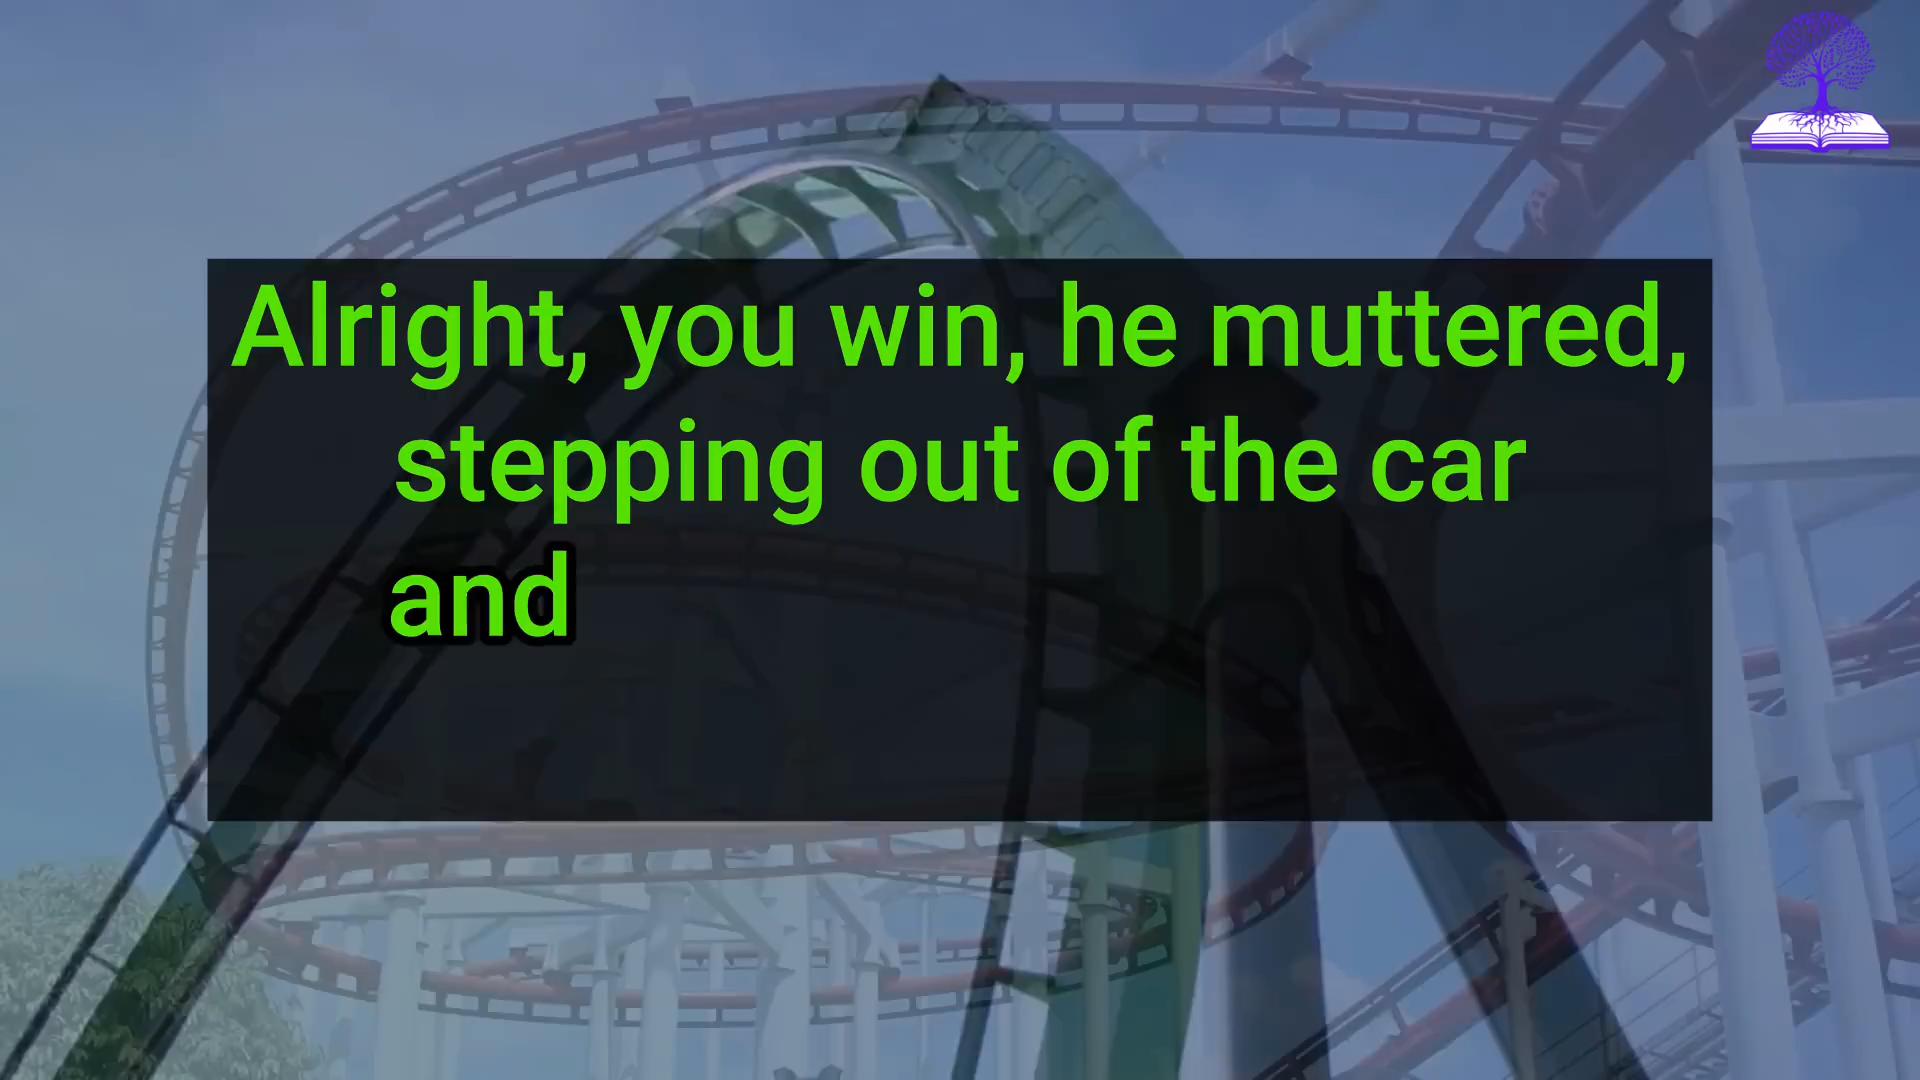 Alright, you win, he muttered,
stepping out of the car
and